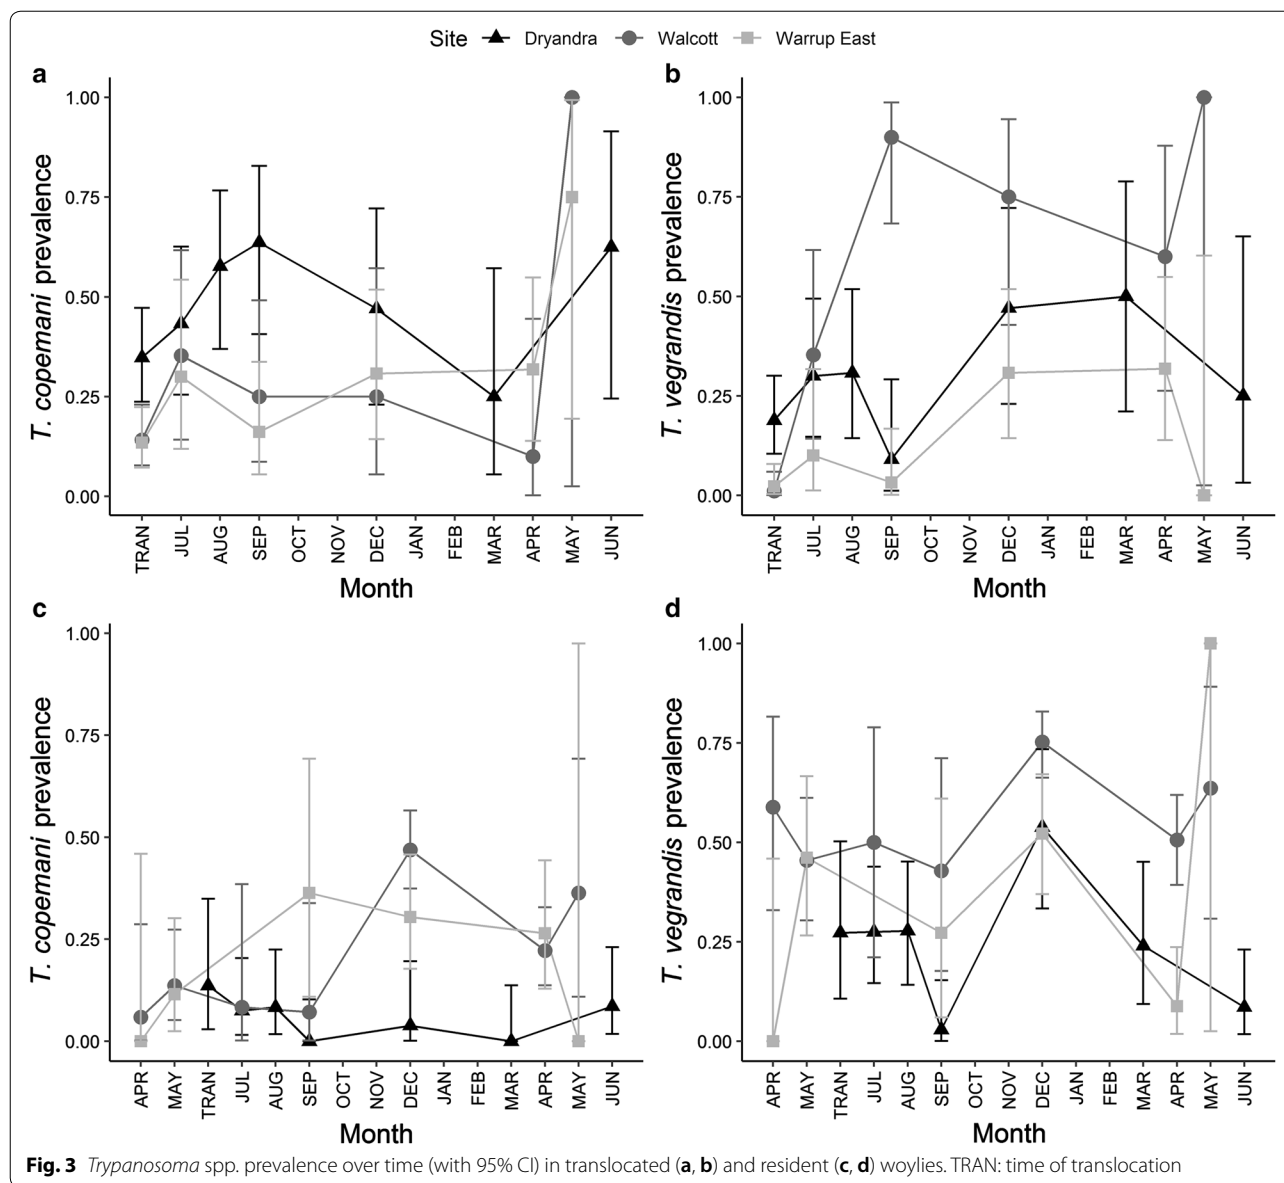 Site Dryandra Walcott Warrup East
a
1.00
0.75
0.50
0.25
0.00
T. copemani prevalence
TRAN JUL AUG SEP OCT NOV DEC JAN FEB MAR APR MAY JUN
Month
b
1.00
0.75
0.50
0.25
0.00
T. vegrandis prevalence
TRAN JUL AUG SEP OCT NOV DEC JAN FEB MAR APR MAY JUN
Month
c
1.00
0.75
0.50
0.25
0.00
T. copemani prevalence
APR MAY TRAN JUL AUG SEP OCT NOV DEC JAN FEB MAR APR MAY JUN
Month
d
1.00
0.75
0.50
0.25
0.00
T. vegrandis prevalence
APR MAY TRAN JUL AUG SEP OCT NOV DEC JAN FEB MAR APR MAY JUN
Month
Fig. 3 Trypanosoma spp. prevalence over time (with 95% CI) in translocated (a, b) and resident (c, d) woylies. TRAN: time of translocation